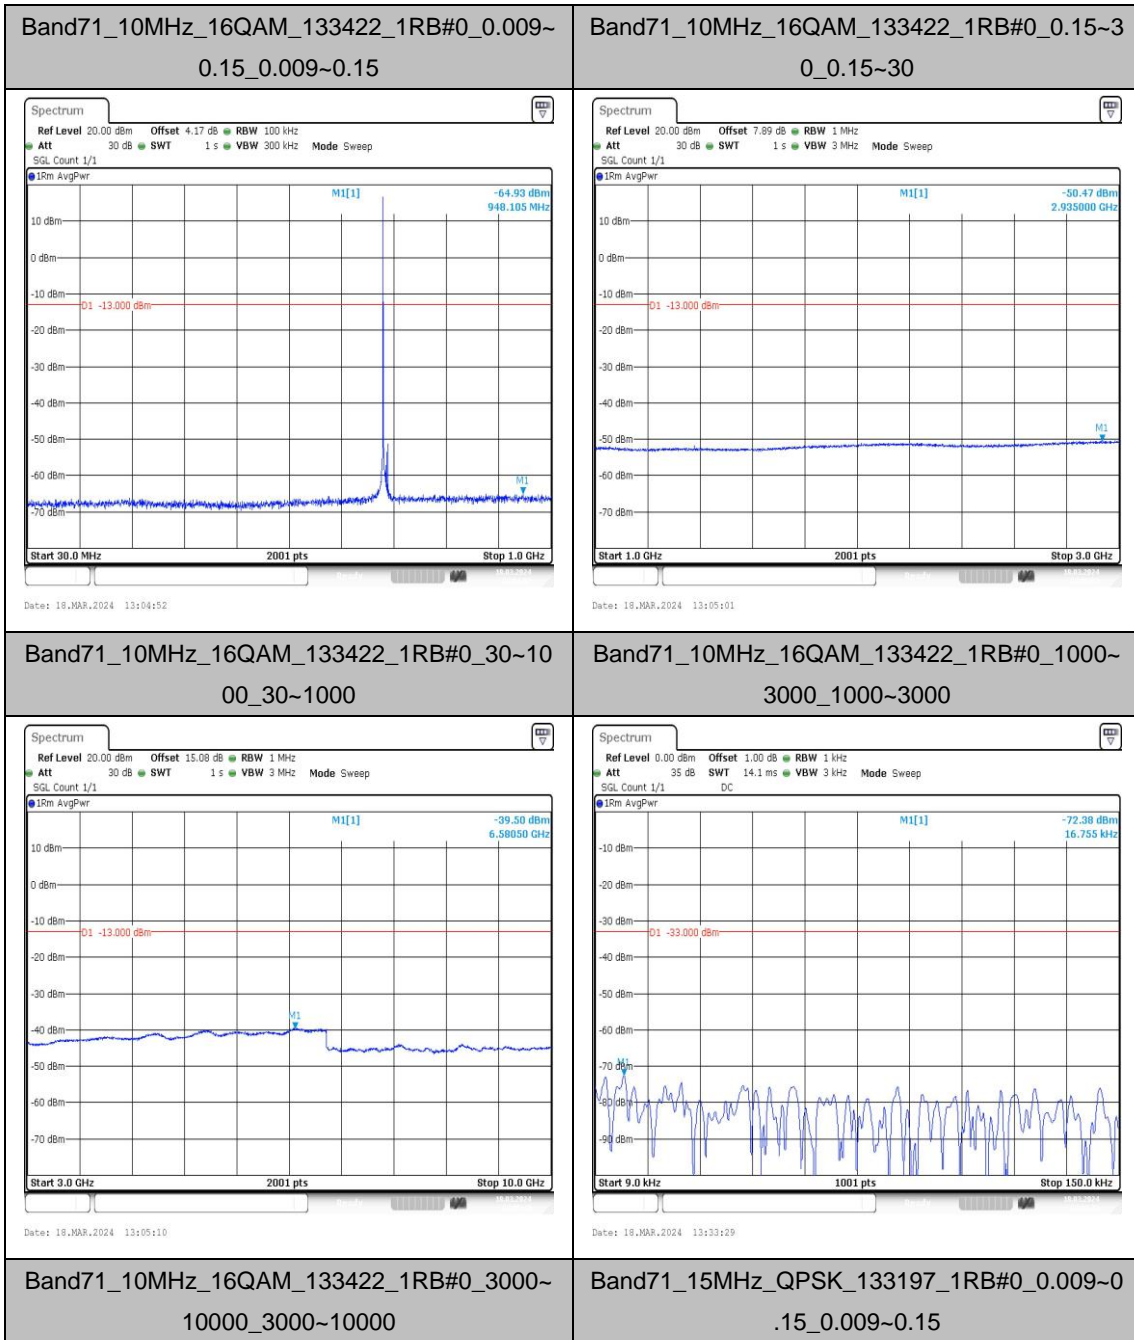 Band71_10MHz_16QAM_133422_1RB#0_0.009~
0.15_0.009~0.15
Band71_10MHz_16QAM_133422_1RB#0_0.15~3
0_0.15~30
Spectrum
Ref Level 20.00 dBm Offset 4.17 dB RBW 100 kHz
Att 30 dB SWT 1 s VBW 300 kHz Mode Sweep
SGL Count 1/1
1Rm AvgPwr
M1[1] -64.93 dBm
948.105 MHz
10 dBm
0 dBm
-10 dBm
D1 -13.000 dBm
-20 dBm
-30 dBm
-40 dBm
-50 dBm
-60 dBm
M1
-70 dBm
Start 30.0 MHz 2001 pts Stop 1.0 GHz
Date: 18.MAR.2024 13:04:52
Spectrum
Ref Level 20.00 dBm Offset 7.89 dB RBW 1 MHz
Att 30 dB SWT 1 s VBW 3 MHz Mode Sweep
SGL Count 1/1
1Rm AvgPwr
M1[1] -50.47 dBm
2.935000 GHz
10 dBm
0 dBm
-10 dBm
D1 -13.000 dBm
-20 dBm
-30 dBm
-40 dBm
M1
-50 dBm
-60 dBm
-70 dBm
Start 1.0 GHz 2001 pts Stop 3.0 GHz
Date: 18.MAR.2024 13:05:01
Band71_10MHz_16QAM_133422_1RB#0_30~10
00_30~1000
Band71_10MHz_16QAM_133422_1RB#0_1000~
3000_1000~3000
Spectrum
Ref Level 20.00 dBm Offset 15.08 dB RBW 1 MHz
Att 30 dB SWT 1 s VBW 3 MHz Mode Sweep
SGL Count 1/1
1Rm AvgPwr
M1[1] -39.50 dBm
6.58050 GHz
10 dBm
0 dBm
-10 dBm
D1 -13.000 dBm
-20 dBm
-30 dBm
M1
-40 dBm
-50 dBm
-60 dBm
-70 dBm
Start 3.0 GHz 2001 pts Stop 10.0 GHz
Date: 18.MAR.2024 13:05:10
Spectrum
Ref Level 0.00 dBm Offset 1.00 dB RBW 1 kHz
Att 35 dB SWT 14.1 ms VBW 3 kHz Mode Sweep
SGL Count 1/1 DC
1Rm AvgPwr
M1[1] -72.38 dBm
16.755 kHz
-10 dBm
-20 dBm
-30 dBm
D1 -33.000 dBm
-40 dBm
-50 dBm
-60 dBm
M1
-70 dBm
-80 dBm
-90 dBm
Start 9.0 kHz 1001 pts Stop 150.0 kHz
Date: 18.MAR.2024 13:33:29
Band71_10MHz_16QAM_133422_1RB#0_3000~
10000_3000~10000
Band71_15MHz_QPSK_133197_1RB#0_0.009~0
.15_0.009~0.15